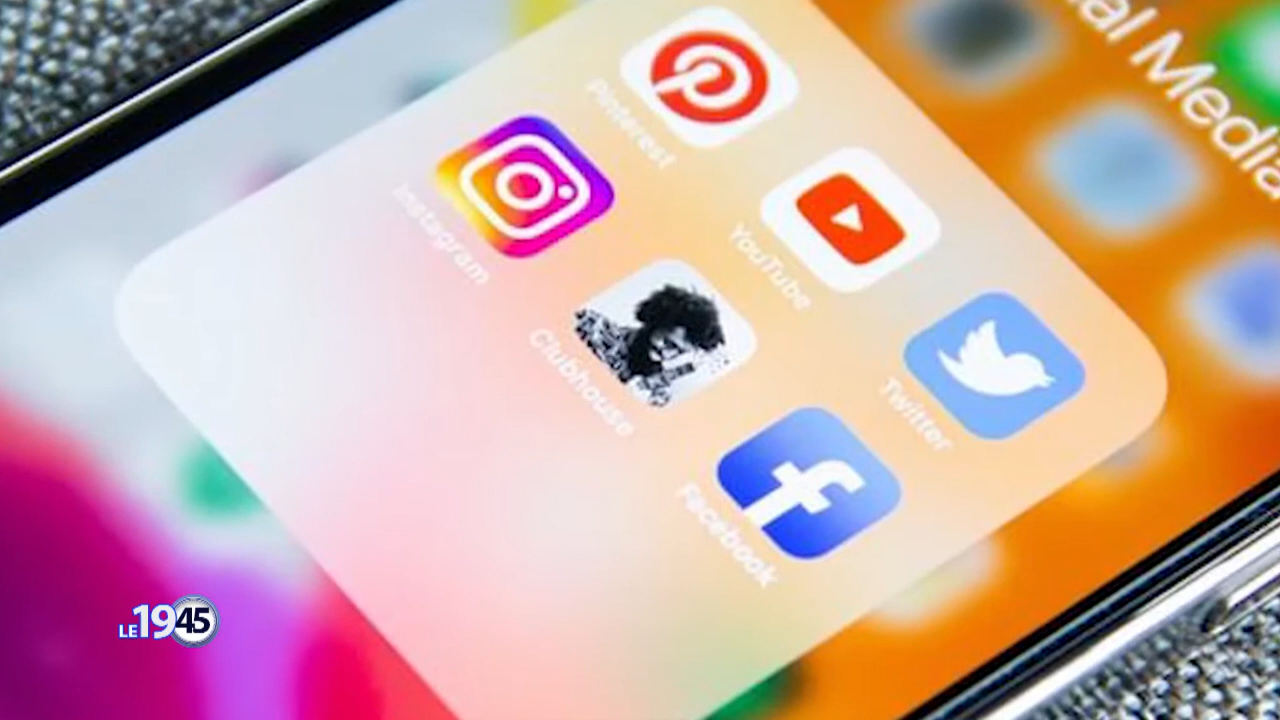 al Media
Pinterest
YouTube
Twitter
Instagram
Clubhouse
Facebook
LE 1945